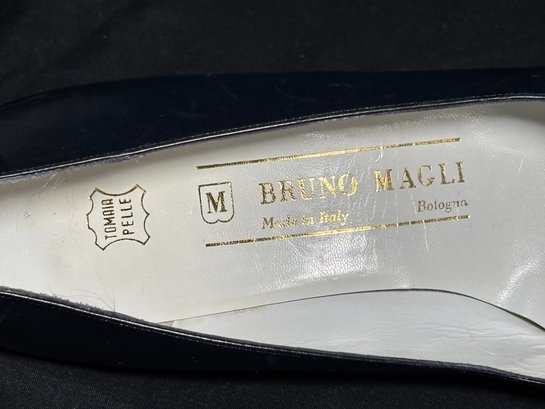 TOMAIA
PELLE
M BRUNO MAGLI
Made in Italy Bologna